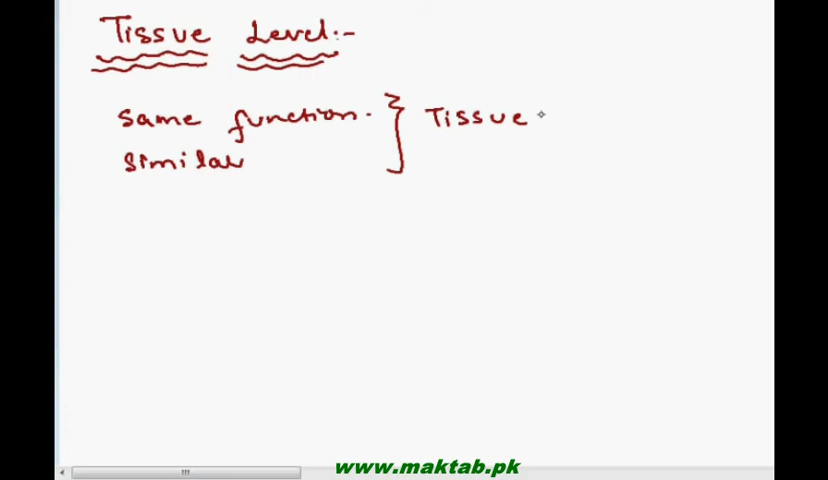 Tissue Level:-
Same function. } Tissue
Similar
www.maktab.pk